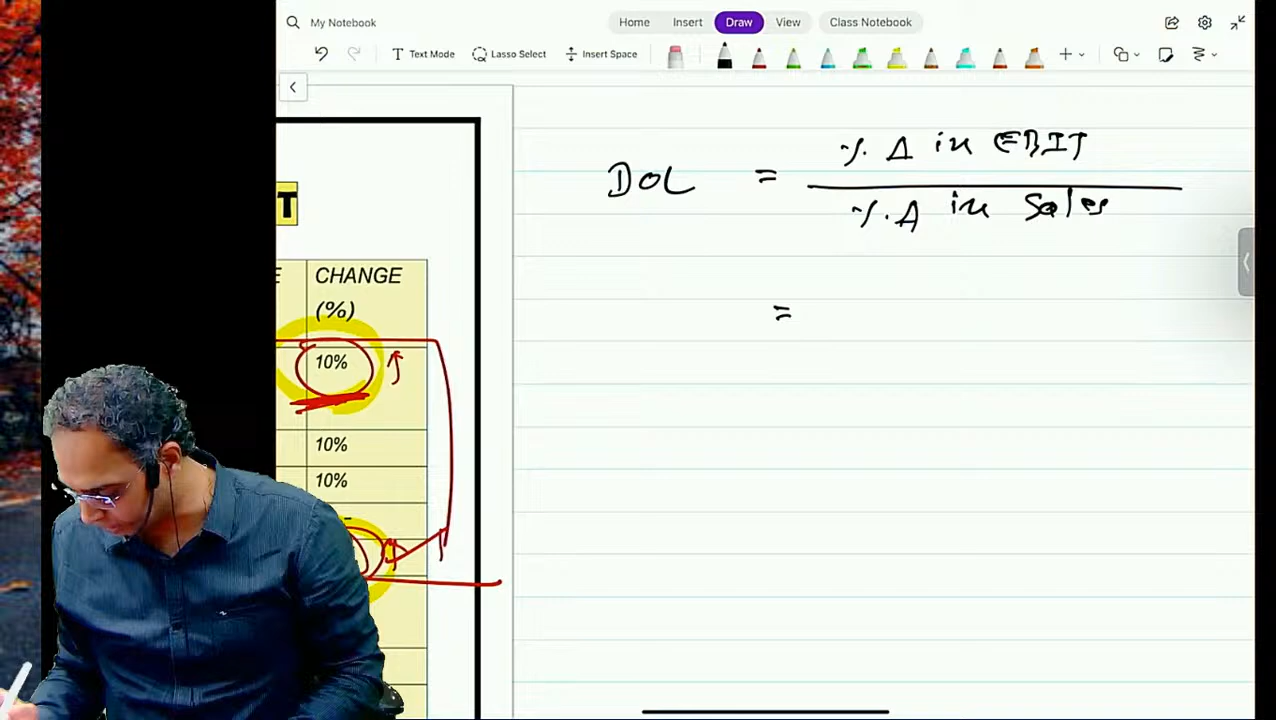 My Notebook
Home Insert Draw View Class Notebook
Text Mode Lasso Select Insert Space
T
E CHANGE
(%)
10%
10%
10%
-
DOL = % Δ in EBIT
% Δ in Sales
=